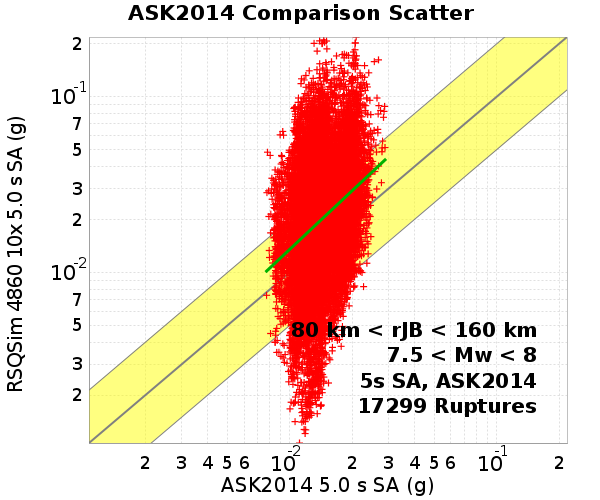 ASK2014 Comparison Scatter
RSQSim 4860 10x 5.0 s SA (g)
2
10-1
7
5
3
2
10-2
7
5
3
2
80 km < rJB < 160 km
7.5 < Mw < 8
5s SA, ASK2014
17299 Ruptures
2 3 4 5 6 10-2 2 3 4 5 6 10-1 2
ASK2014 5.0 s SA (g)